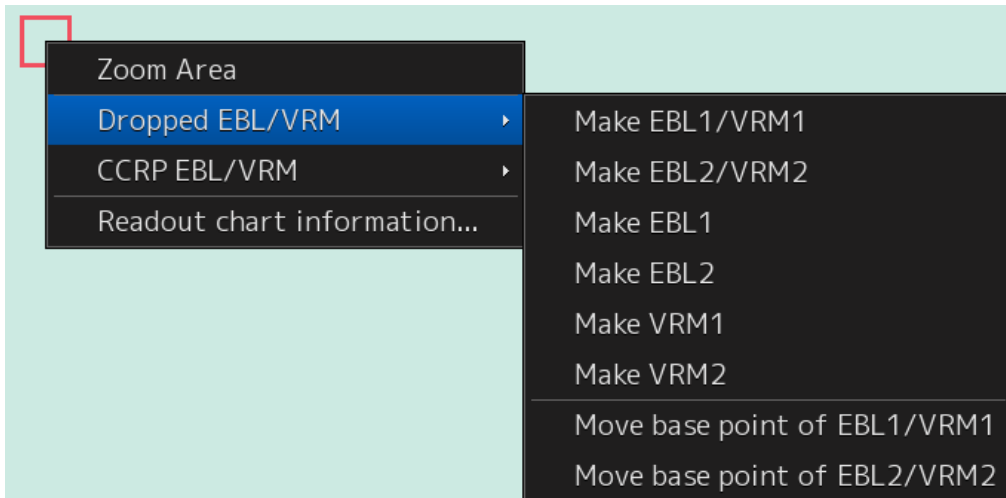 Zoom Area
Dropped EBL/VRM
CCRP EBL/VRM
Readout chart information...
Make EBL1/VRM1
Make EBL2/VRM2
Make EBL1
Make EBL2
Make VRM1
Make VRM2
Move base point of EBL1/VRM1
Move base point of EBL2/VRM2